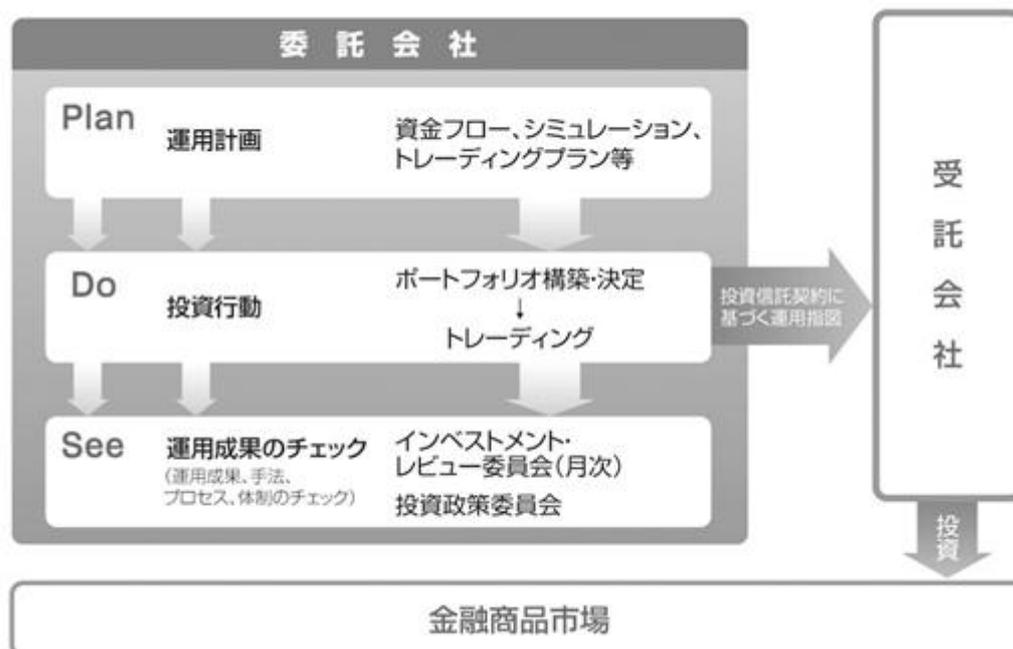 委託会社
Plan
運用計画
資金フロー、シミュレーション、
トレーディングプラン等
Do
投資行動
ポートフォリオ構築・決定
↓
トレーディング
投資信託契約に
基づく運用指図
See
運用成果のチェック
(運用成果、手法、
プロセス、体制のチェック)
インベストメント・
レビュー委員会(月次)
投資政策委員会
受託会社
投資
金融商品市場